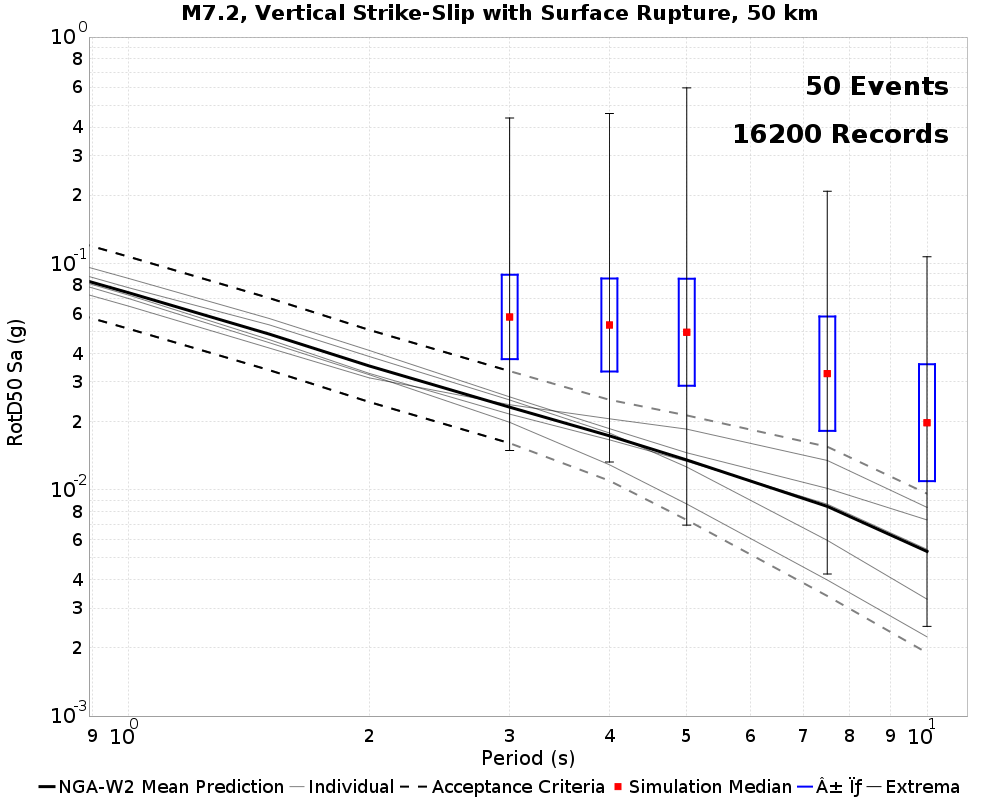 M7.2, Vertical Strike-Slip with Surface Rupture, 50 km
50 Events
16200 Records
RotD50 Sa (g)
10^0
8
6
4
3
2
10^-1
8
6
4
3
2
10^-2
8
6
4
3
2
10^-3
9 10^0 2 3 4 5 6 7 8 9 10^1
Period (s)
NGA-W2 Mean Prediction Individual Acceptance Criteria Simulation Median Â± Ïƒ Extrema